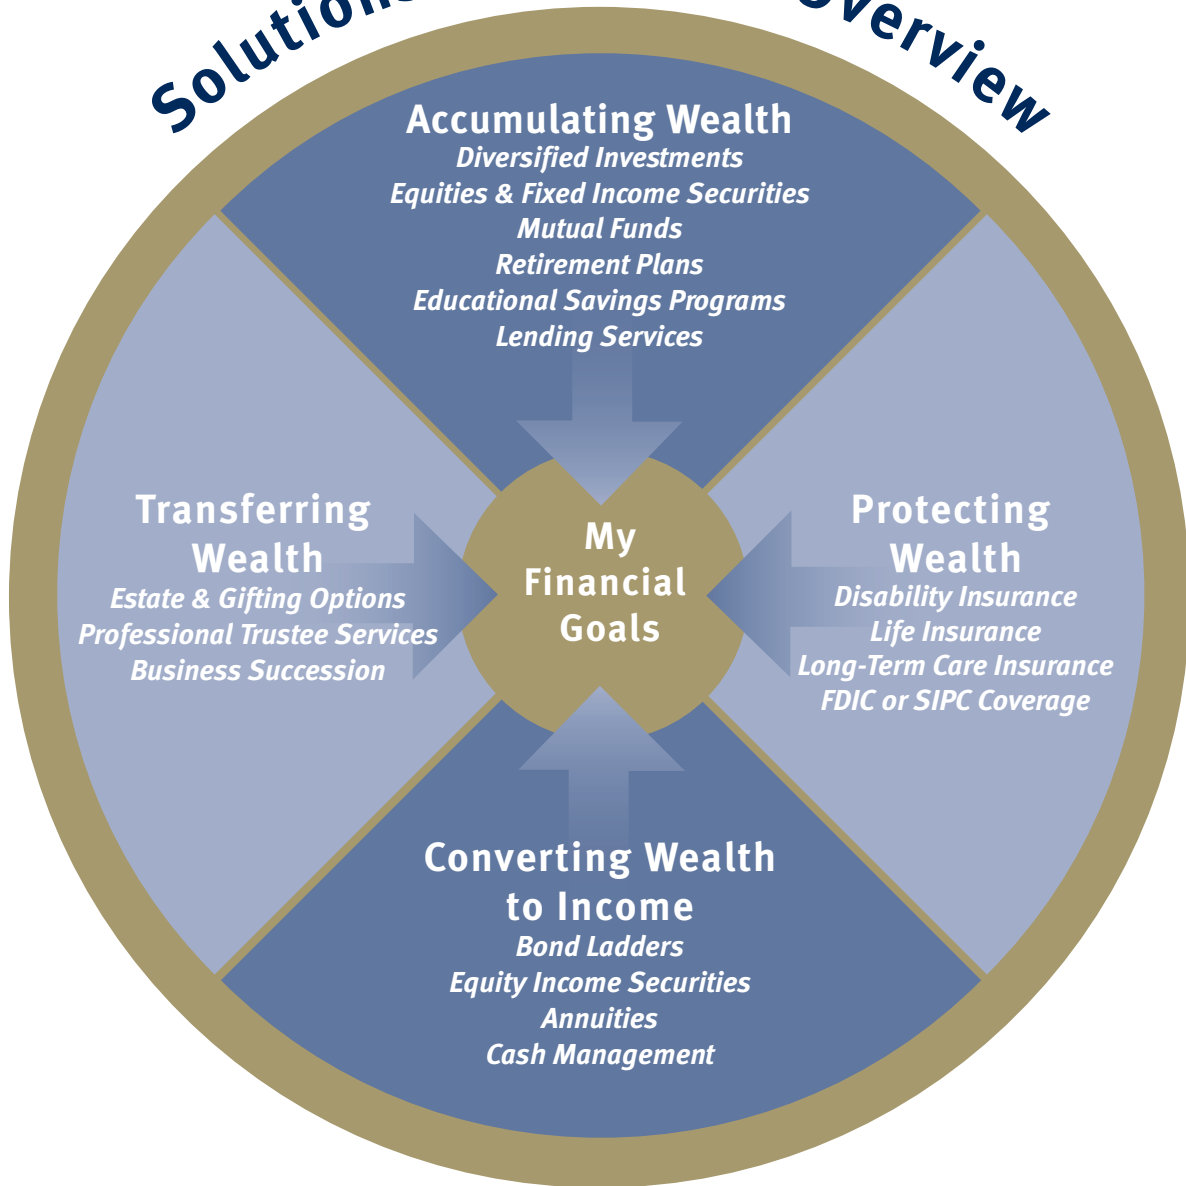 Overview
Accumulating Wealth
Diversified Investments
Equities & Fixed Income Securities
Mutual Funds
Retirement Plans
Educational Savings Programs
Lending Services
Transferring
Wealth
Estate & Gifting Options
Professional Trustee Services
Business Succession
My
Financial
Goals
Protecting
Wealth
Disability Insurance
Life Insurance
Long-Term Care Insurance
FDIC or SIPC Coverage
Converting Wealth
to Income
Bond Ladders
Equity Income Securities
Annuities
Cash Management